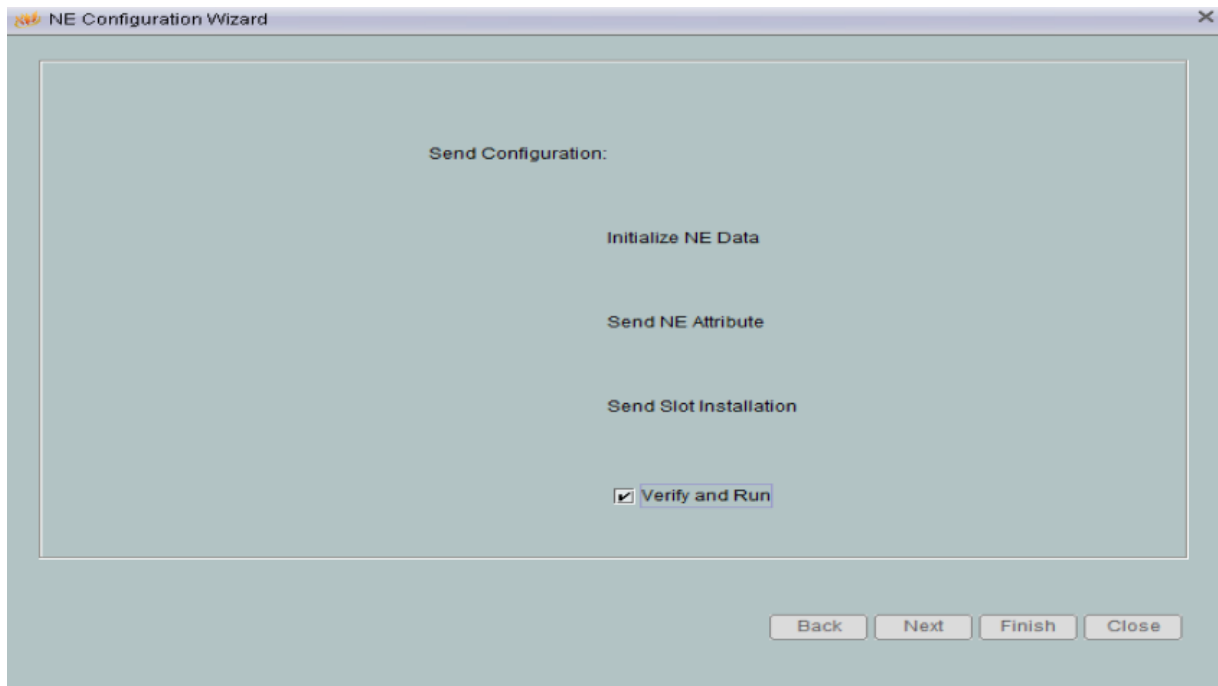 NE Configuration Wizard
Send Configuration:
Initialize NE Data
Send NE Attribute
Send Slot Installation
Verify and Run
Back Next Finish Close